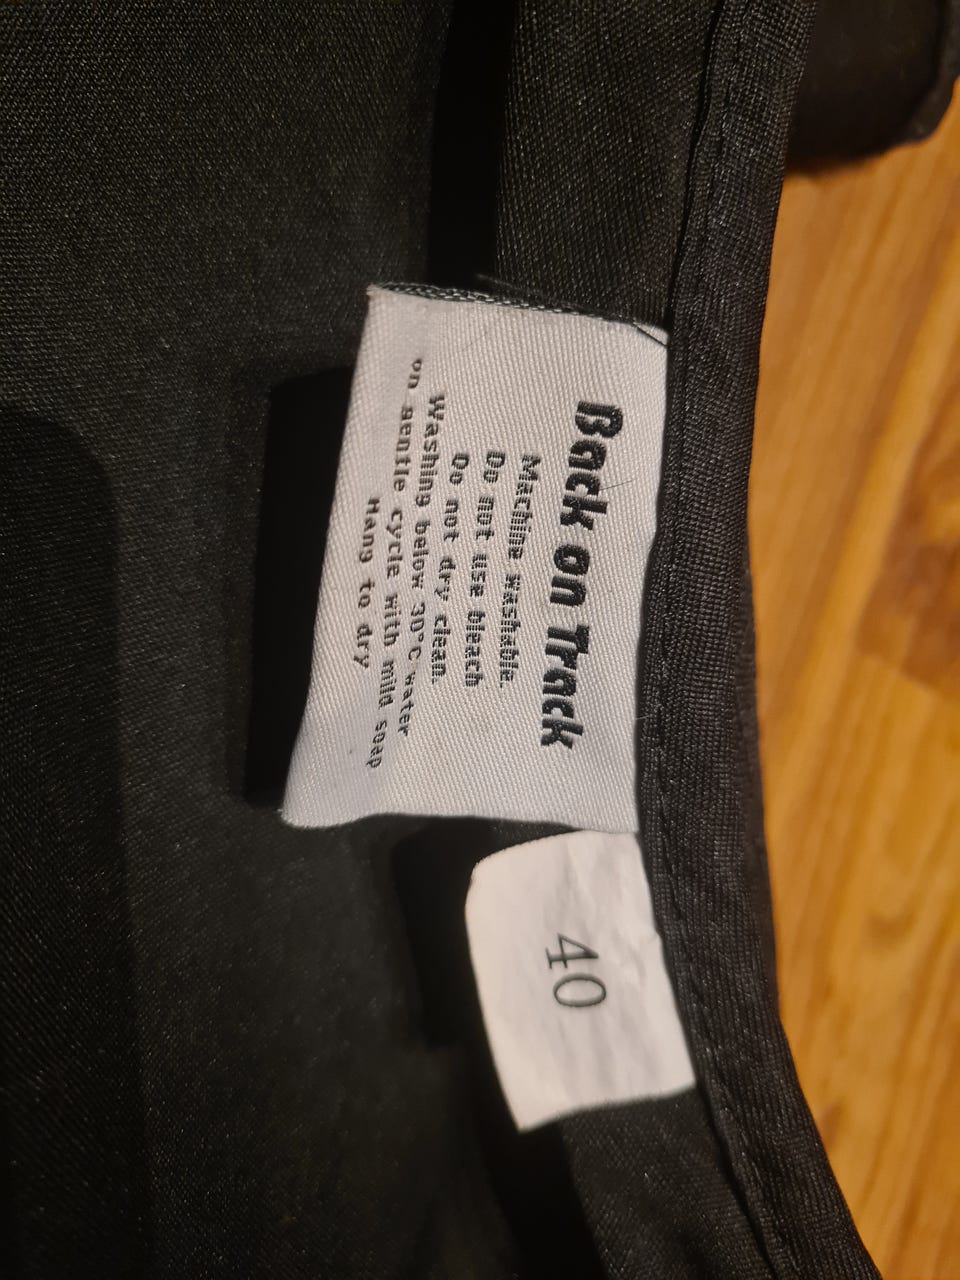 Back on Track
Machine washable.
Do not use bleach
Do not dry clean.
Washing below 30°C water
on gentle cycle with mild soap
Hang to dry
40